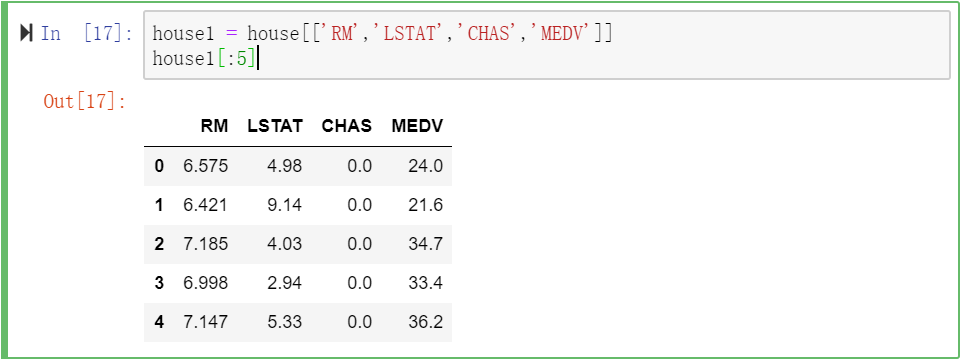 In [17]: house1 = house[['RM','LSTAT','CHAS','MEDV']]
house1[:5]
Out[17]:
RM LSTAT CHAS MEDV
0 6.575 4.98 0.0 24.0
1 6.421 9.14 0.0 21.6
2 7.185 4.03 0.0 34.7
3 6.998 2.94 0.0 33.4
4 7.147 5.33 0.0 36.2